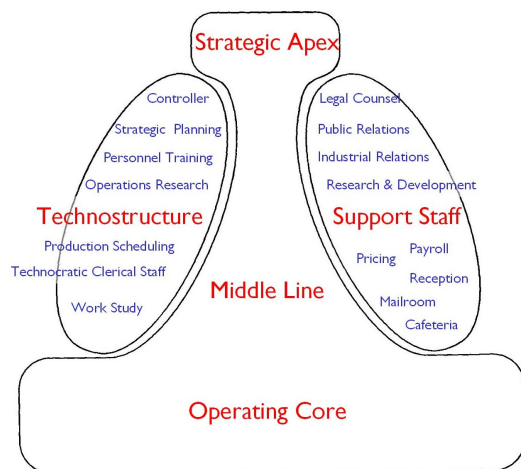 Strategic Apex
Controller
Strategic Planning
Personnel Training
Operations Research
Technostructure
Production Scheduling
Technocratic Clerical Staff
Work Study
Legal Counsel
Public Relations
Industrial Relations
Research & Development
Support Staff
Payroll
Pricing
Reception
Mailroom
Cafeteria
Middle Line
Operating Core